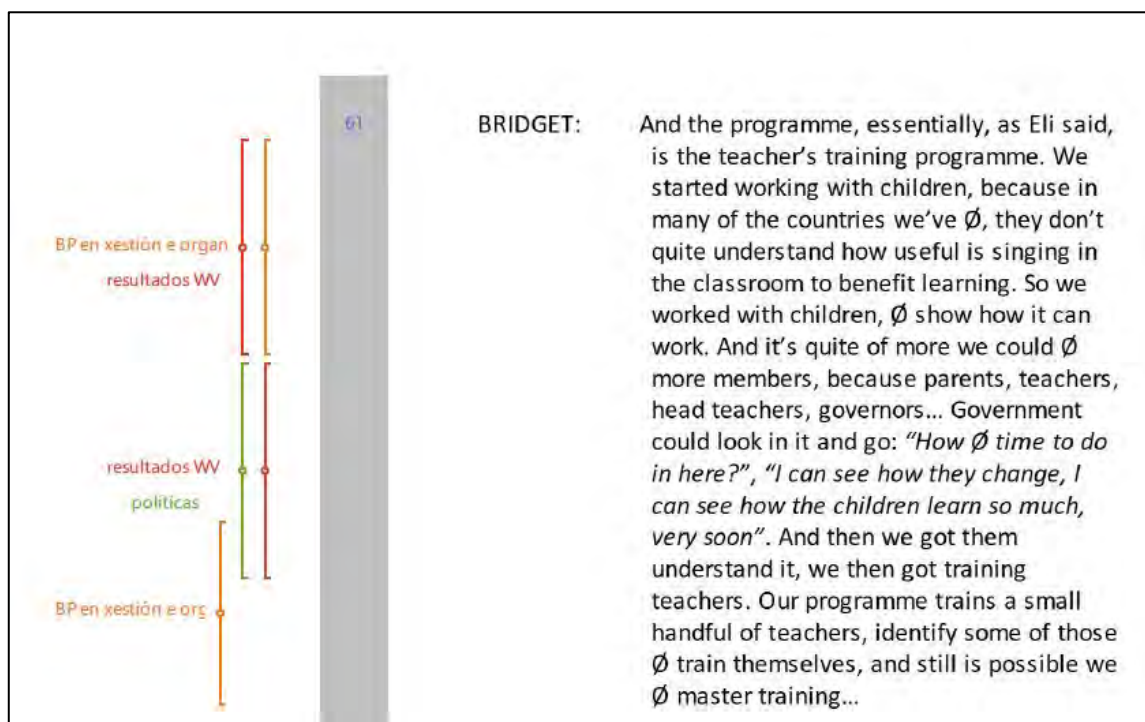 61
BRIDGET: And the programme, essentially, as Eli said,
is the teacher's training programme. We
started working with children, because in
many of the countries we've Ø, they don't
quite understand how useful is singing in
the classroom to benefit learning. So we
worked with children, Ø show how it can
work. And it's quite of more we could Ø
more members, because parents, teachers,
head teachers, governors... Government
could look in it and go: "How Ø time to do
in here?", "I can see how they change, I
can see how the children learn so much,
very soon". And then we got them
understand it, we then got training
teachers. Our programme trains a small
handful of teachers, identify some of those
Ø train themselves, and still is possible we
Ø master training...
BP en xestión e organ
resultados WV
resultados WV
políticas
BP en xestión e org